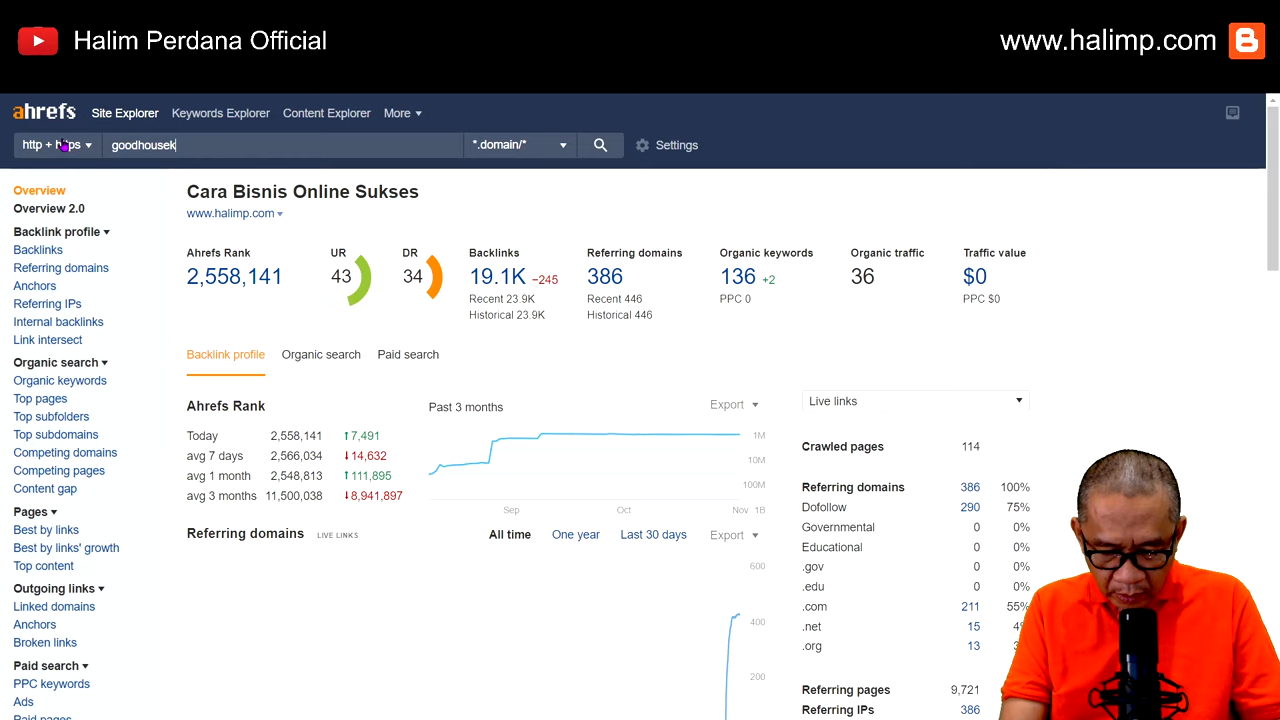 Halim Perdana Official
www.halimp.com
ahrefs Site Explorer Keywords Explorer Content Explorer More
http + https goodhousek *.domain/* Settings
Overview
Overview 2.0
Backlink profile
Backlinks
Referring domains
Anchors
Referring IPs
Internal backlinks
Link intersect
Organic search
Organic keywords
Top pages
Top subfolders
Top subdomains
Competing domains
Competing pages
Content gap
Pages
Best by links
Best by links' growth
Top content
Outgoing links
Linked domains
Anchors
Broken links
Paid search
PPC keywords
Ads
Cara Bisnis Online Sukses
www.halimp.com
Ahrefs Rank UR DR Backlinks Referring domains Organic keywords Organic traffic Traffic value
2,558,141 43 34 19.1K −245 386 136 +2 36 $0
Recent 23.9K Recent 446 PPC 0 PPC $0
Historical 23.9K Historical 446
Backlink profile Organic search Paid search
Ahrefs Rank Past 3 months Export
Today 2,558,141 ↑7,491
avg 7 days 2,566,034 ↓14,632
avg 1 month 2,548,813 ↑111,895
avg 3 months 11,500,038 ↓8,941,897
1M
10M
100M
Sep Oct Nov 1B
Referring domains LIVE LINKS All time One year Last 30 days Export
600
400
200
Live links
Crawled pages 114
Referring domains 386 100%
Dofollow 290 75%
Governmental 0 0%
Educational 0 0%
.gov 0 0%
.edu 0 0%
.com 211 55%
.net 15
.org 13
Referring pages 9,721
Referring IPs 386